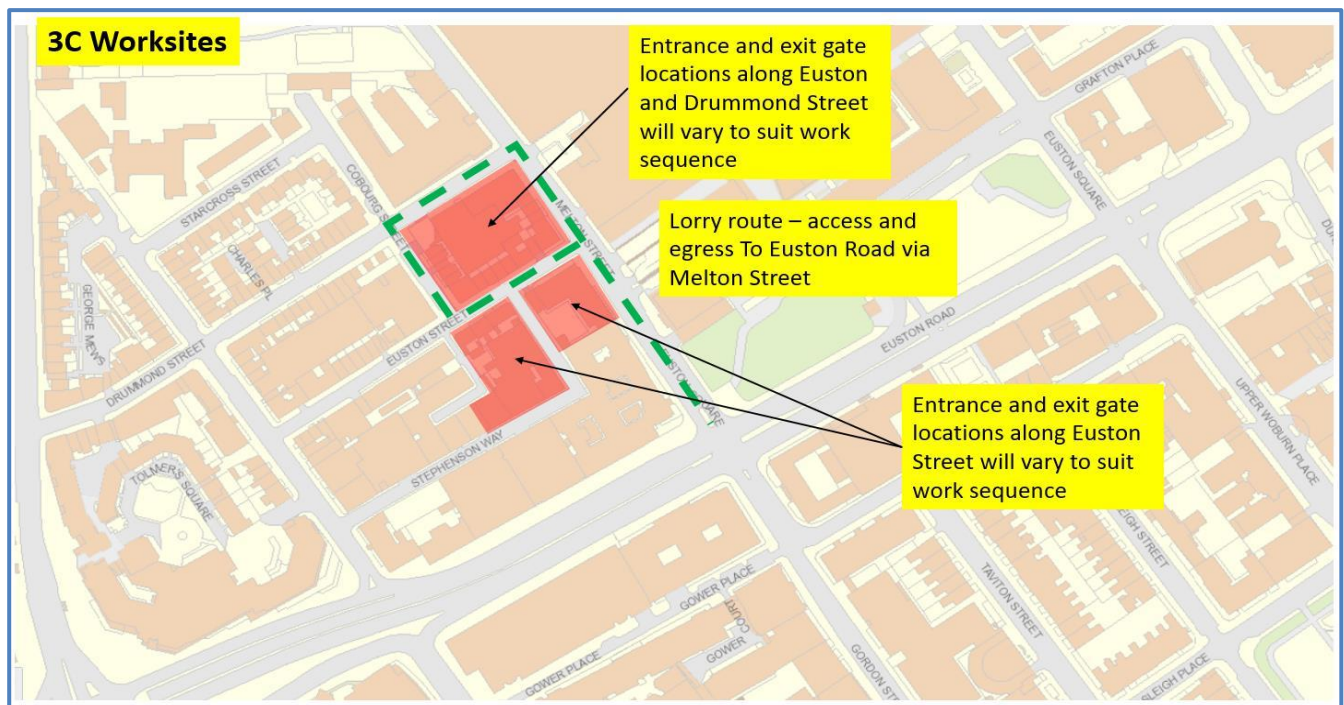 3C Worksites
Entrance and exit gate
locations along Euston
and Drummond Street
will vary to suit work
sequence
Lorry route – access and
egress To Euston Road via
Melton Street
Entrance and exit gate
locations along Euston
Street will vary to suit
work sequence
GRAFTON PLACE
EUSTON SQUARE
STARCROSS STREET
COBOURG STREET
MELTON STREET
CHARLES PL
GEORGE MEWS
EUSTON STREET
EUSTON ROAD
DRUMMOND STREET
STEPHENSON WAY
SQUARE
UPPER WOBURN PLACE
TOLMER'S SQUARE
STREET
TAVITON STREET
GOWER PLACE
GOWER COURT
GOWER PLACE
GORDON
PLACE